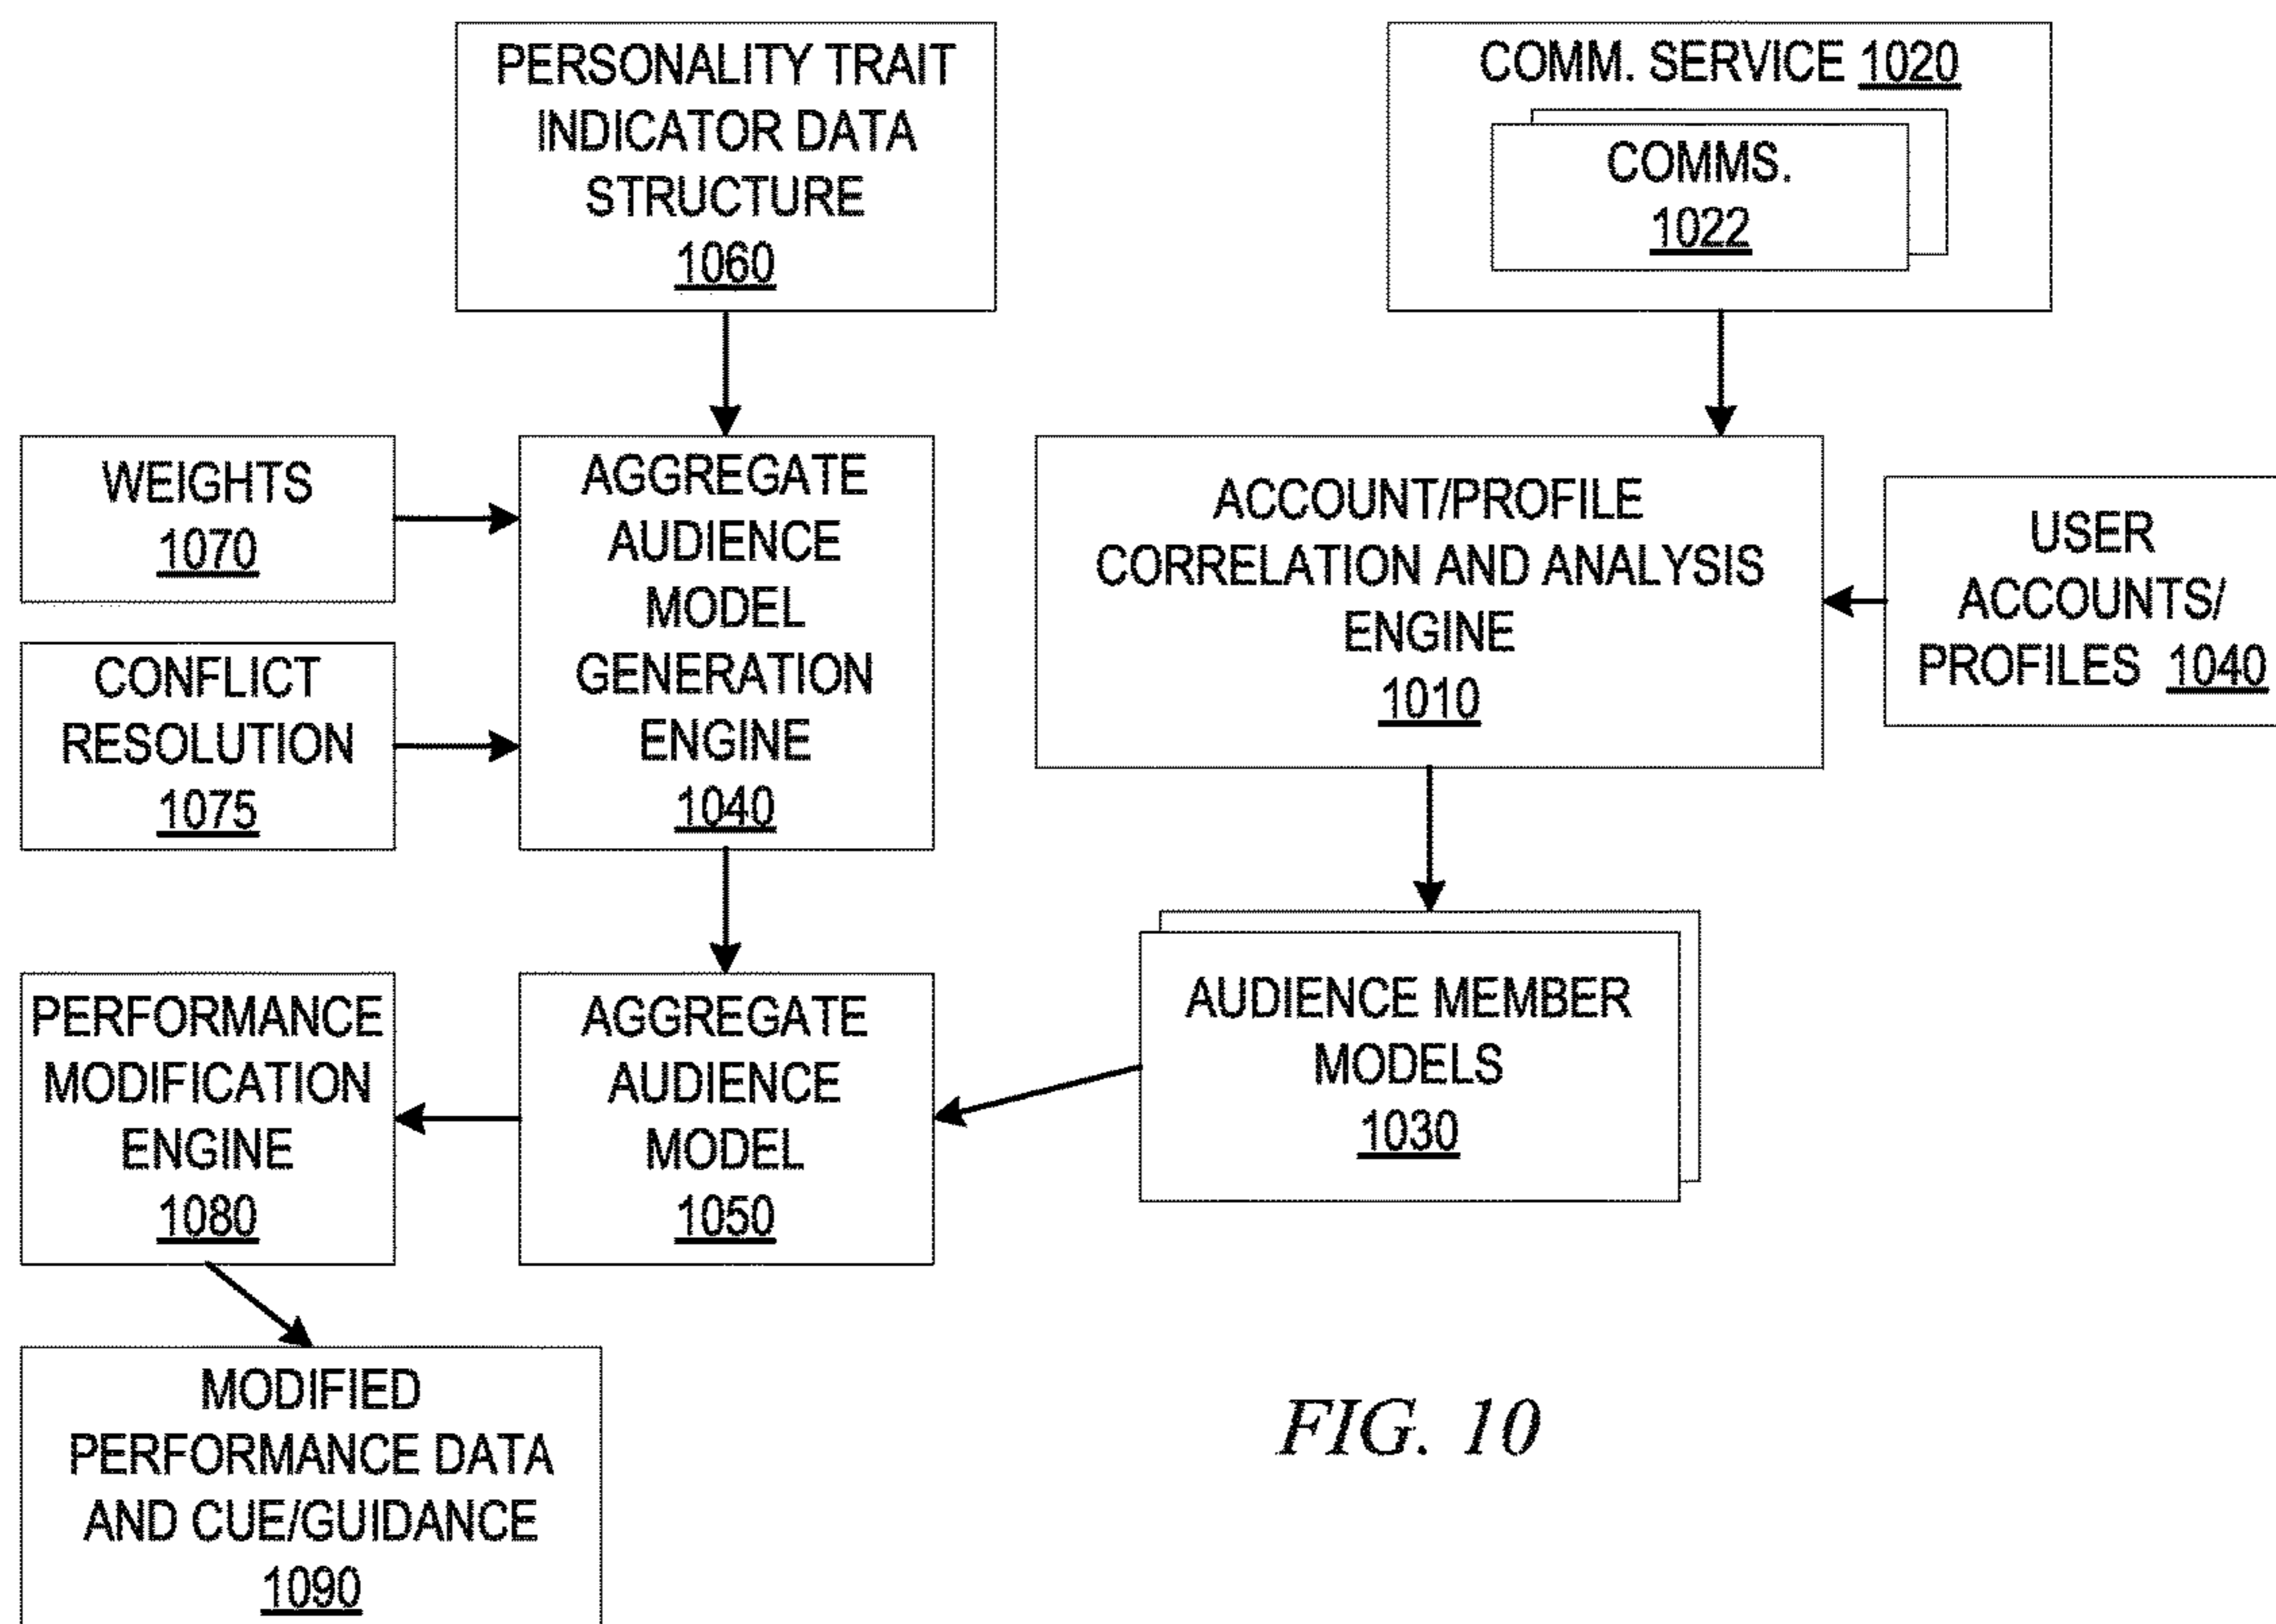 PERSONALITY TRAIT
INDICATOR DATA
STRUCTURE
1060
COMM. SERVICE 1020
COMMS.
1022
WEIGHTS
1070
CONFLICT
RESOLUTION
1075
AGGREGATE
AUDIENCE
MODEL
GENERATION
ENGINE
1040
ACCOUNT/PROFILE
CORRELATION AND ANALYSIS
ENGINE
1010
USER
ACCOUNTS/
PROFILES 1040
PERFORMANCE
MODIFICATION
ENGINE
1080
AGGREGATE
AUDIENCE
MODEL
1050
AUDIENCE MEMBER
MODELS
1030
MODIFIED
PERFORMANCE DATA
AND CUE/GUIDANCE
1090
FIG. 10